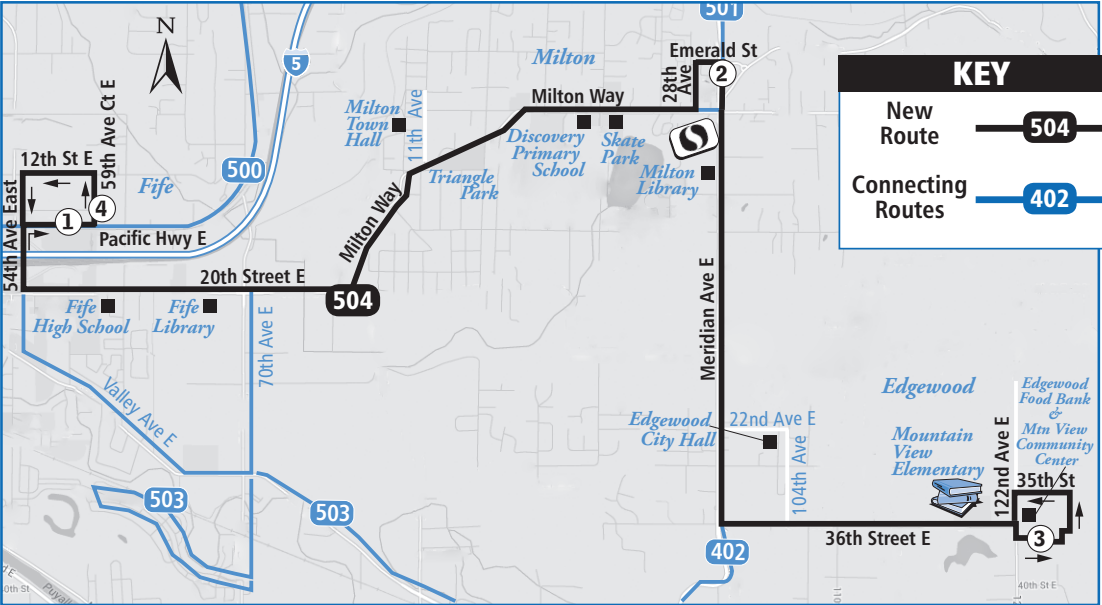 501
N
Emerald St
5
Milton
28th
Ave
2
KEY
59th Ave Ct E
Milton Way
New
Route
504
Milton
Town
Hall
11th Ave
Discovery
Primary
School
Skate
Park
12th St E
500
Fife
Triangle
Park
Milton
Library
Connecting
Routes
402
54th Ave East
1
4
Pacific Hwy E
Milton Way
20th Street E
504
Fife
High School
Fife
Library
70th Ave E
Meridian Ave E
Valley Ave E
Edgewood
Edgewood
Food Bank
&
Mtn View
Community
Center
Edgewood
City Hall
22nd Ave E
104th Ave
Mountain
View
Elementary
122nd Ave E
35th St
503
503
36th Street E
3
402
40th St E